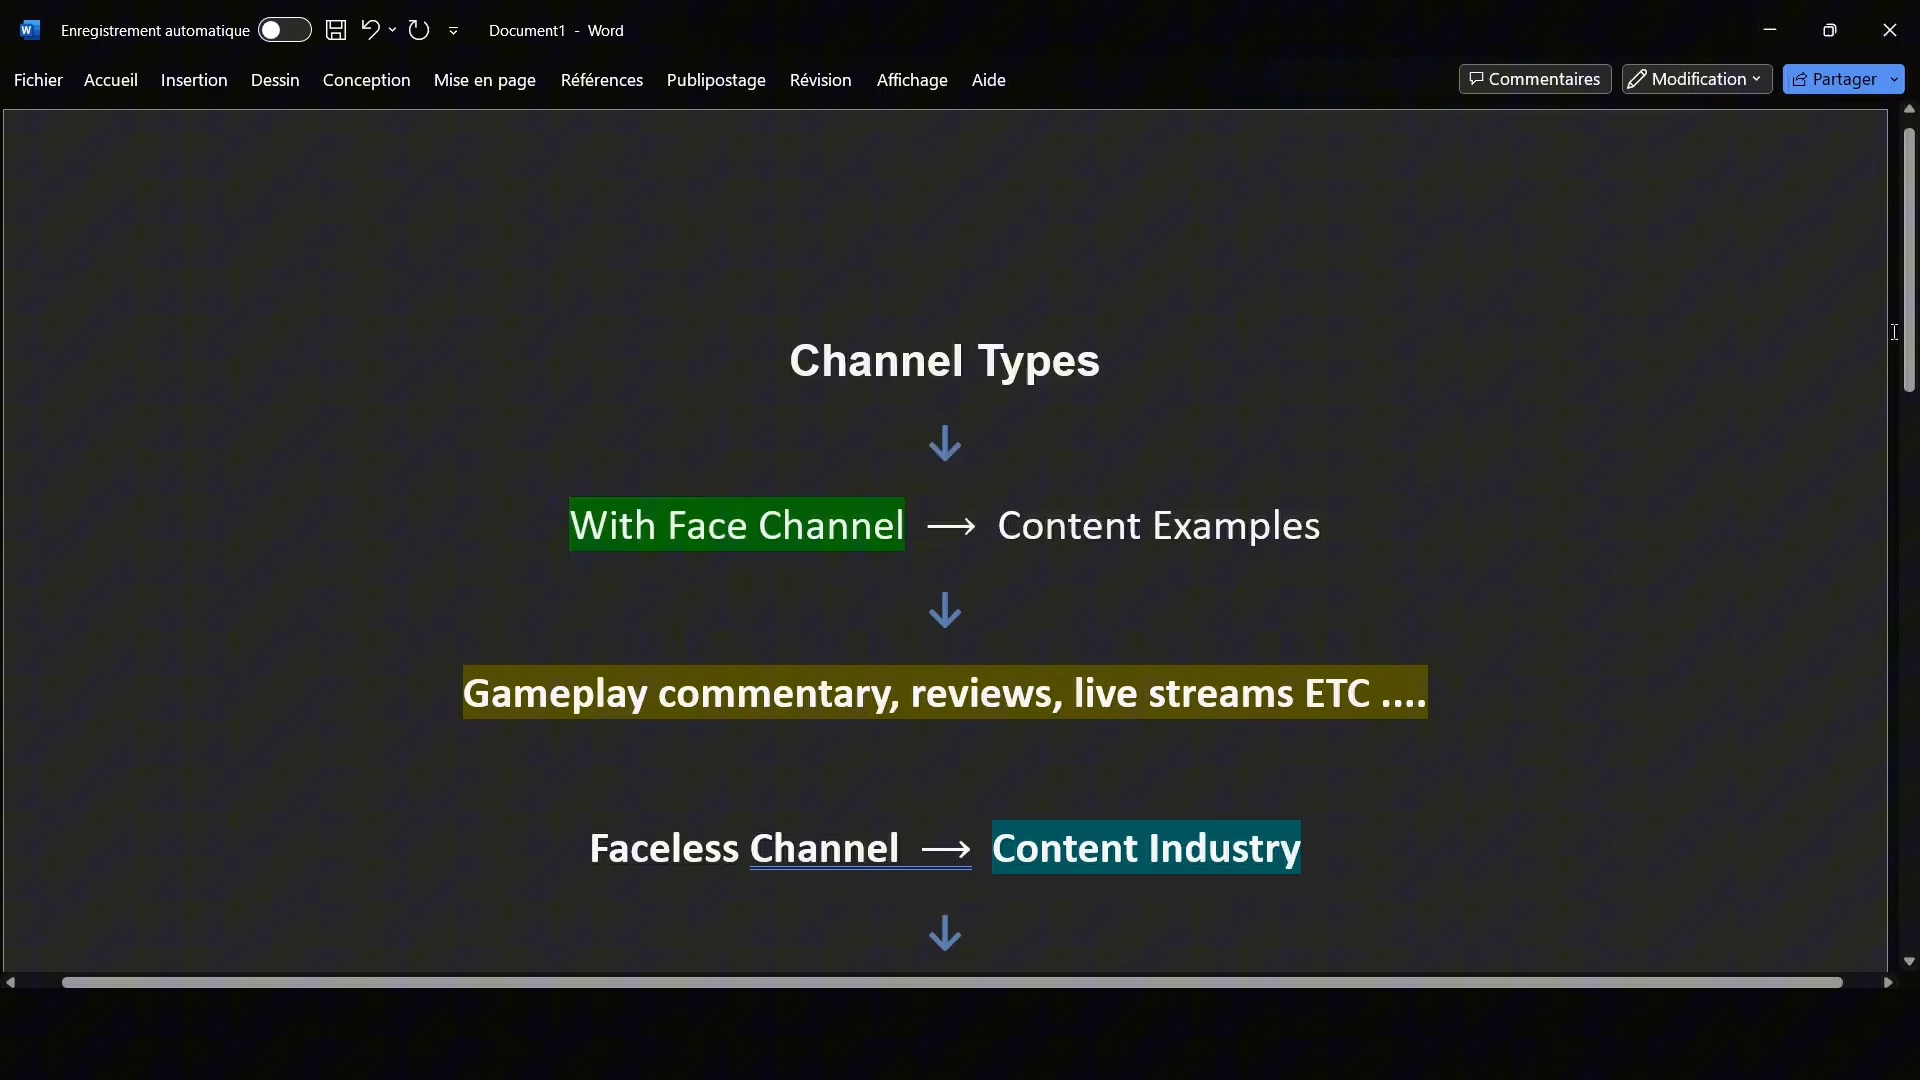 Enregistrement automatique
Document1 - Word
Fichier Accueil Insertion Dessin Conception Mise en page Références Publipostage Révision Affichage Aide
Commentaires Modification Partager
Channel Types
↓
With Face Channel → Content Examples
↓
Gameplay commentary, reviews, live streams ETC ....
Faceless Channel → Content Industry
↓